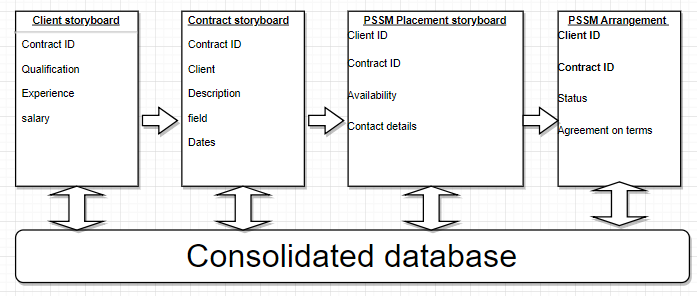 Client storyboard
Contract ID
Qualification
Experience
salary
Contract storyboard
Contract ID
Client
Description
field
Dates
PSSM Placement storyboard
Client ID
Contract ID
Availability
Contact details
PSSM Arrangement
Client ID
Contract ID
Status
Agreement on terms
Consolidated database